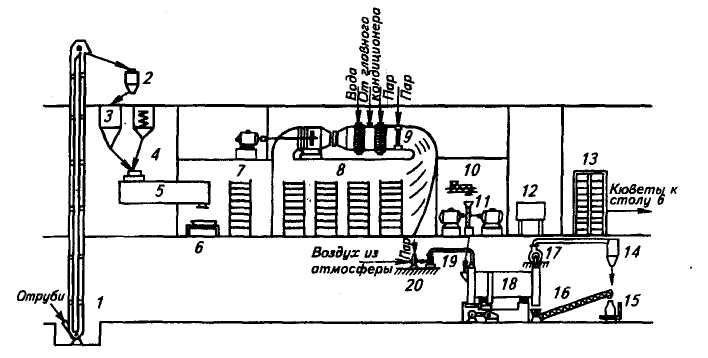 Вода
От главного
кондиционера
Пар
Пар
2
3
4
5
6
7
8
9
10
11
12
13
Кюветы к
столу 6
Воздух из
атмосферы
Пар
19
20
18
17
14
16
15
Отруби
1